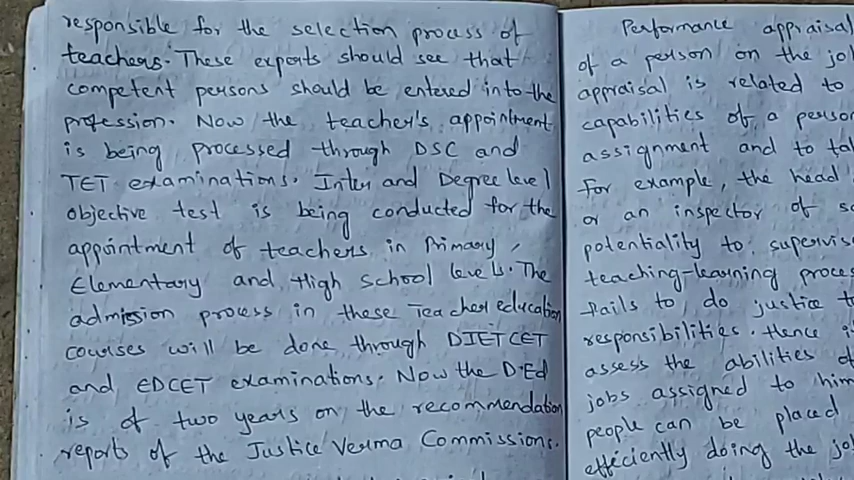 responsible for the selection process of
teachers. These experts should see that
competent persons should be entered into the
profession. Now the teacher's appointment
is being processed through DSC and
TET examinations. Inter and Degree level
objective test is being conducted for the
appointment of teachers in Primary,
Elementary and High School levels. The
admission process in these Teacher education
courses will be done through DIETCET
and EDCET examinations. Now the D.Ed
is of two years on the recommendation
reports of the Justice Verma Commissions.
Performance appraisal
of a person on the
appraisal is related to
capabilities of a
assignment and to
For example, the head
or an inspector of
potentiality to
teaching-learning
fails to do justice
responsibilities. Hence
assess the abilities of
jobs assigned to him
people can be placed
efficiently doing the